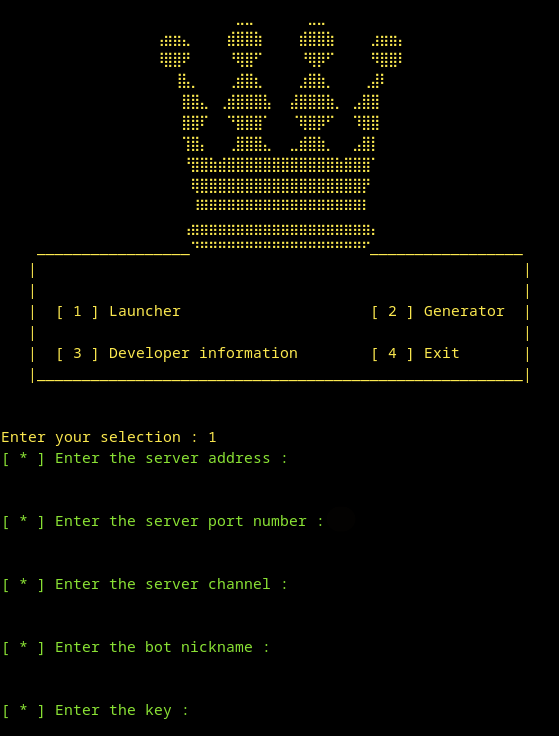 [ 1 ] Launcher [ 2 ] Generator
[ 3 ] Developer information [ 4 ] Exit
Enter your selection : 1
[ * ] Enter the server address :
[ * ] Enter the server port number :
[ * ] Enter the server channel :
[ * ] Enter the bot nickname :
[ * ] Enter the key :